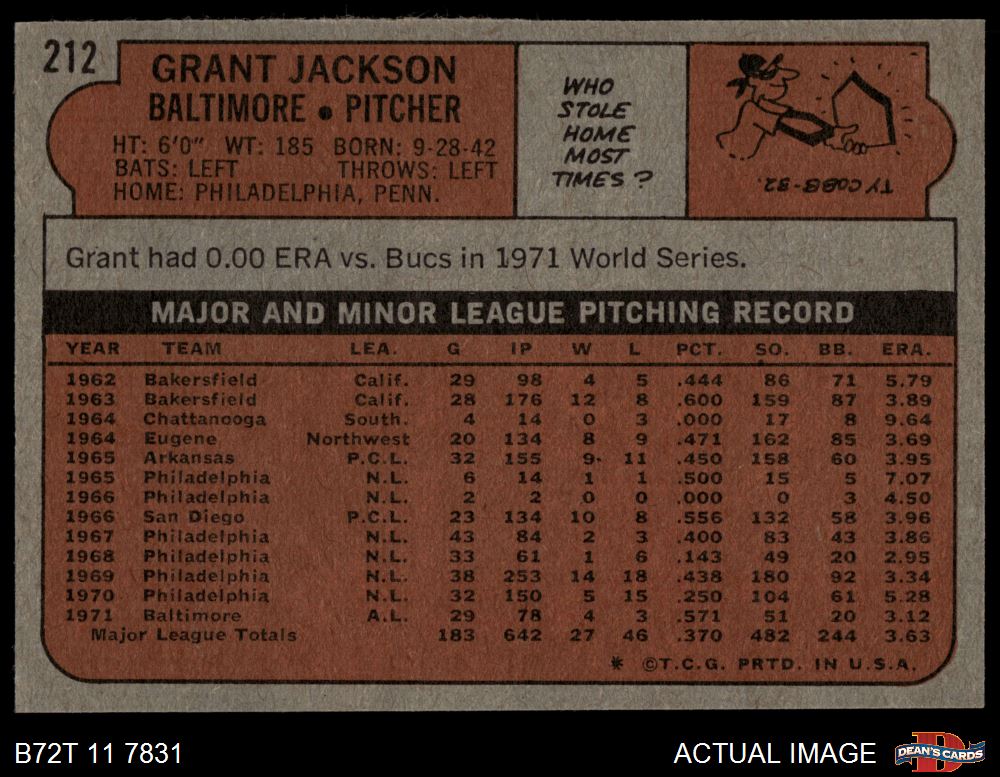 212
GRANT JACKSON
BALTIMORE • PITCHER
HT: 6'0" WT: 185 BORN: 9-28-42
BATS: LEFT THROWS: LEFT
HOME: PHILADELPHIA, PENN.
WHO
STOLE
HOME
MOST
TIMES?
TY COBB-32.
Grant had 0.00 ERA vs. Bucs in 1971 World Series.
MAJOR AND MINOR LEAGUE PITCHING RECORD
YEAR TEAM LEA. G IP W L PCT. SO. BB. ERA.
1962 Bakersfield Calif. 29 98 4 5 .444 86 71 5.79
1963 Bakersfield Calif. 28 176 12 8 .600 159 87 3.89
1964 Chattanooga South. 4 14 0 3 .000 17 8 9.64
1964 Eugene Northwest 20 134 8 9 .471 162 85 3.69
1965 Arkansas P.C.L. 32 155 9 11 .450 158 60 3.95
1965 Philadelphia N.L. 6 14 1 1 .500 15 5 7.07
1966 Philadelphia N.L. 2 2 0 0 .000 0 3 4.50
1966 San Diego P.C.L. 23 134 10 8 .556 132 58 3.96
1967 Philadelphia N.L. 43 84 2 3 .400 83 43 3.86
1968 Philadelphia N.L. 33 61 1 6 .143 49 20 2.95
1969 Philadelphia N.L. 38 253 14 18 .438 180 92 3.34
1970 Philadelphia N.L. 32 150 5 15 .250 104 61 5.28
1971 Baltimore A.L. 29 78 4 3 .571 51 20 3.12
Major League Totals 183 642 27 46 .370 482 244 3.63
* ©T.C.G. PRTD. IN U.S.A.
B72T 11 7831
ACTUAL IMAGE
D
DEAN'S CARDS